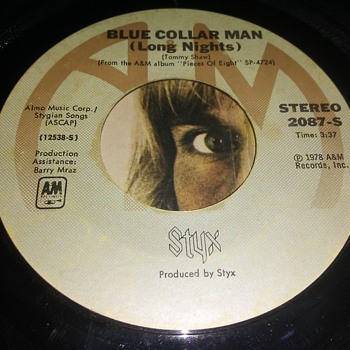 BLUE COLLAR MAN
(Long Nights)
(Tommy Shaw)
(From the A&M album "Pieces Of Eight" SP-4724)
Almo Music Corp./
Stygian Songs
(ASCAP)
(12538-S)
Production
Assistance:
Barry Mraz
AM
RECORDS
STEREO
2087-S
Time: 3:37
Ⓟ 1978 A&M
Records, Inc.
Styx
Produced by Styx